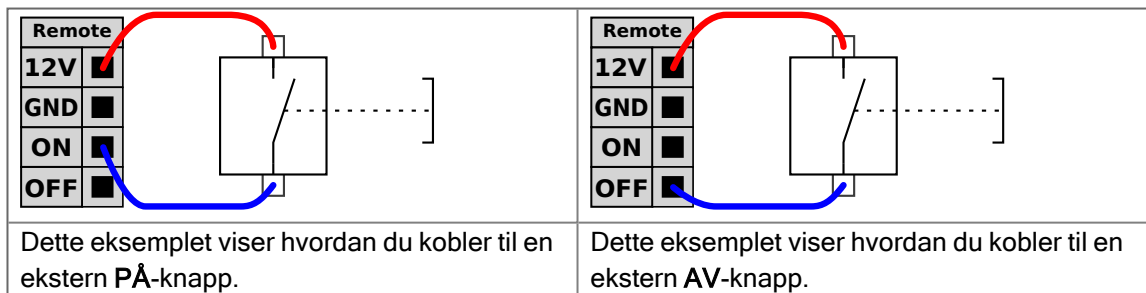 Remote
12V
GND
ON
OFF
Dette eksemplet viser hvordan du kobler til en
ekstern PÅ-knapp.
Remote
12V
GND
ON
OFF
Dette eksemplet viser hvordan du kobler til en
ekstern AV-knapp.